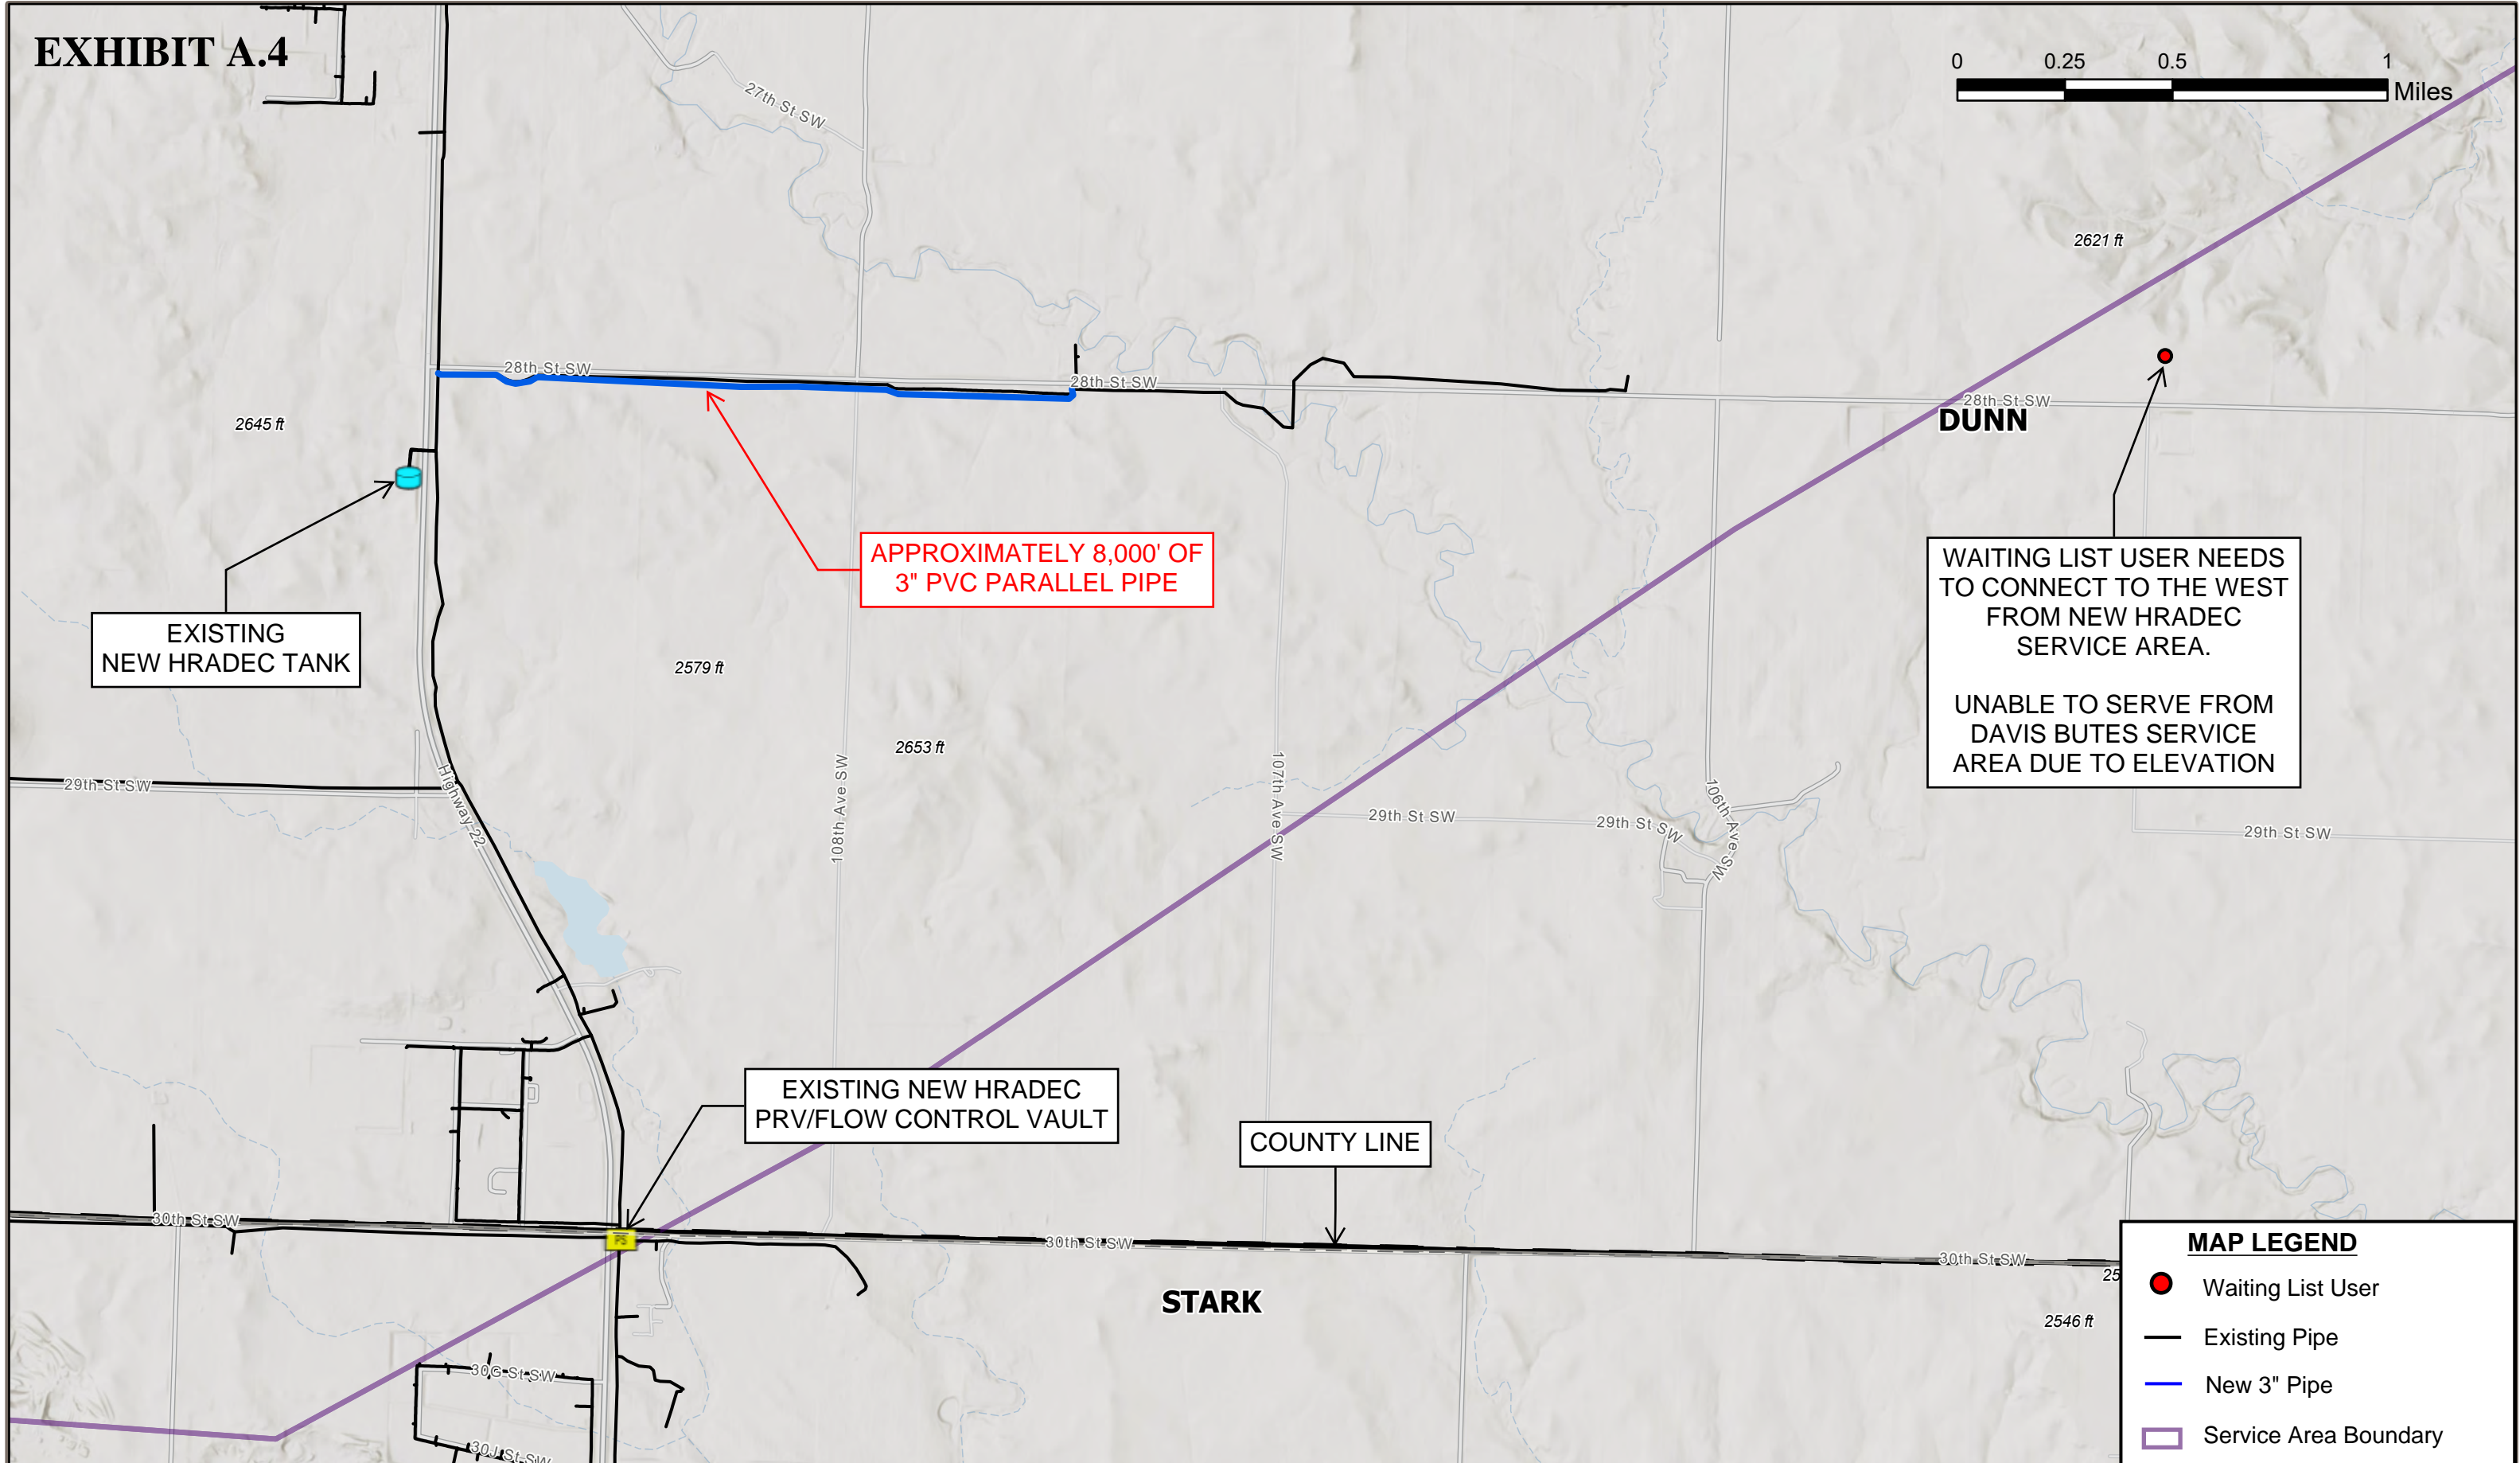 EXHIBIT A.4
0 0.25 0.5 1
Miles
27th St SW
2621 ft
28th St SW
28th St SW
28th St SW
DUNN
2645 ft
APPROXIMATELY 8,000' OF
3" PVC PARALLEL PIPE
WAITING LIST USER NEEDS
TO CONNECT TO THE WEST
FROM NEW HRADEC
SERVICE AREA.
UNABLE TO SERVE FROM
DAVIS BUTES SERVICE
AREA DUE TO ELEVATION
EXISTING
NEW HRADEC TANK
2579 ft
2653 ft
29th St SW
Highway 22
108th Ave SW
107th Ave SW
29th St SW
29th St SW
106th Ave SW
29th St SW
EXISTING NEW HRADEC
PRV/FLOW CONTROL VAULT
COUNTY LINE
30th St SW
PS
30th St SW
30th St SW
25
STARK
2546 ft
30G St SW
30J St SW
MAP LEGEND
Waiting List User
Existing Pipe
New 3" Pipe
Service Area Boundary